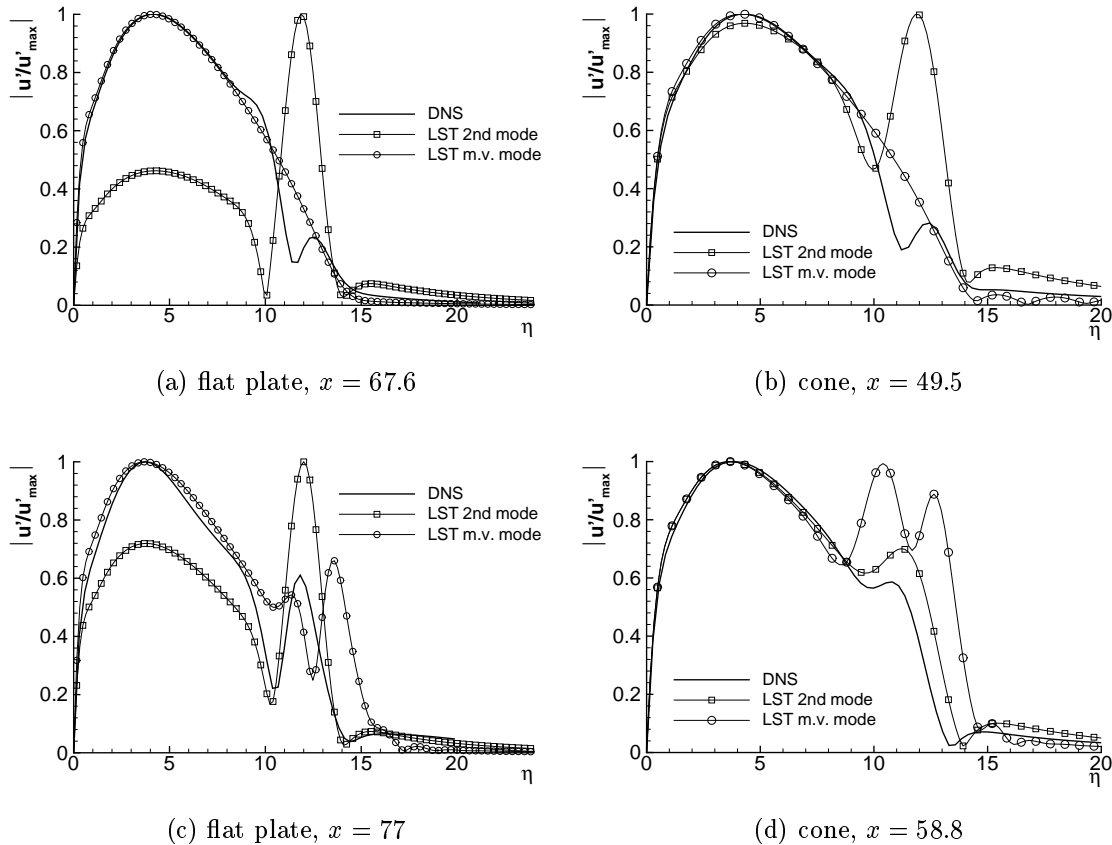 |u'/u'max|
1
0.8
0.6
0.4
0.2
0
0 5 10 15 20
η
DNS
LST 2nd mode
LST m.v. mode
(a) flat plate, x = 67.6
|u'/u'max|
1
0.8
0.6
0.4
0.2
0
0 5 10 15 20
η
DNS
LST 2nd mode
LST m.v. mode
(b) cone, x = 49.5
|u'/u'max|
1
0.8
0.6
0.4
0.2
0
0 5 10 15 20
η
DNS
LST 2nd mode
LST m.v. mode
(c) flat plate, x = 77
|u'/u'max|
1
0.8
0.6
0.4
0.2
0
0 5 10 15 20
η
DNS
LST 2nd mode
LST m.v. mode
(d) cone, x = 58.8